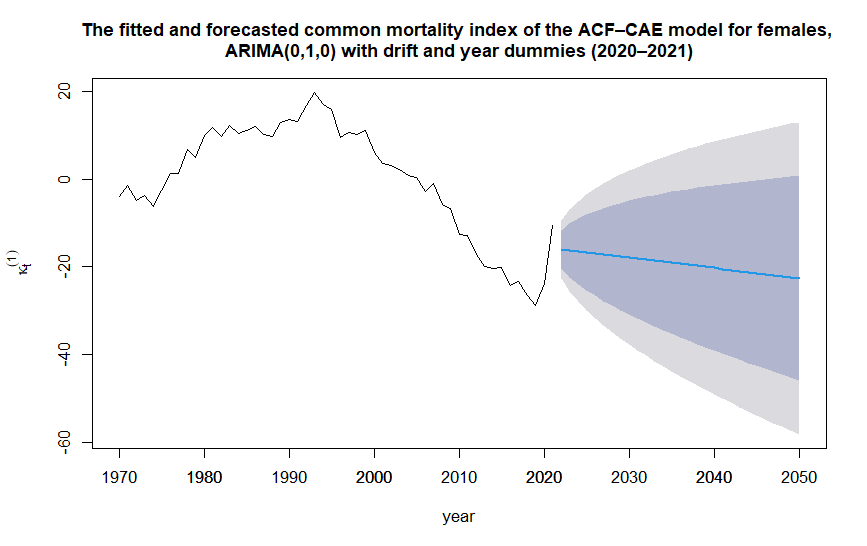 The fitted and forecasted common mortality index of the ACF–CAE model for females,
ARIMA(0,1,0) with drift and year dummies (2020–2021)
20
0
-20
-40
-60
κt(1)
1970 1980 1990 2000 2010 2020 2030 2040 2050
year